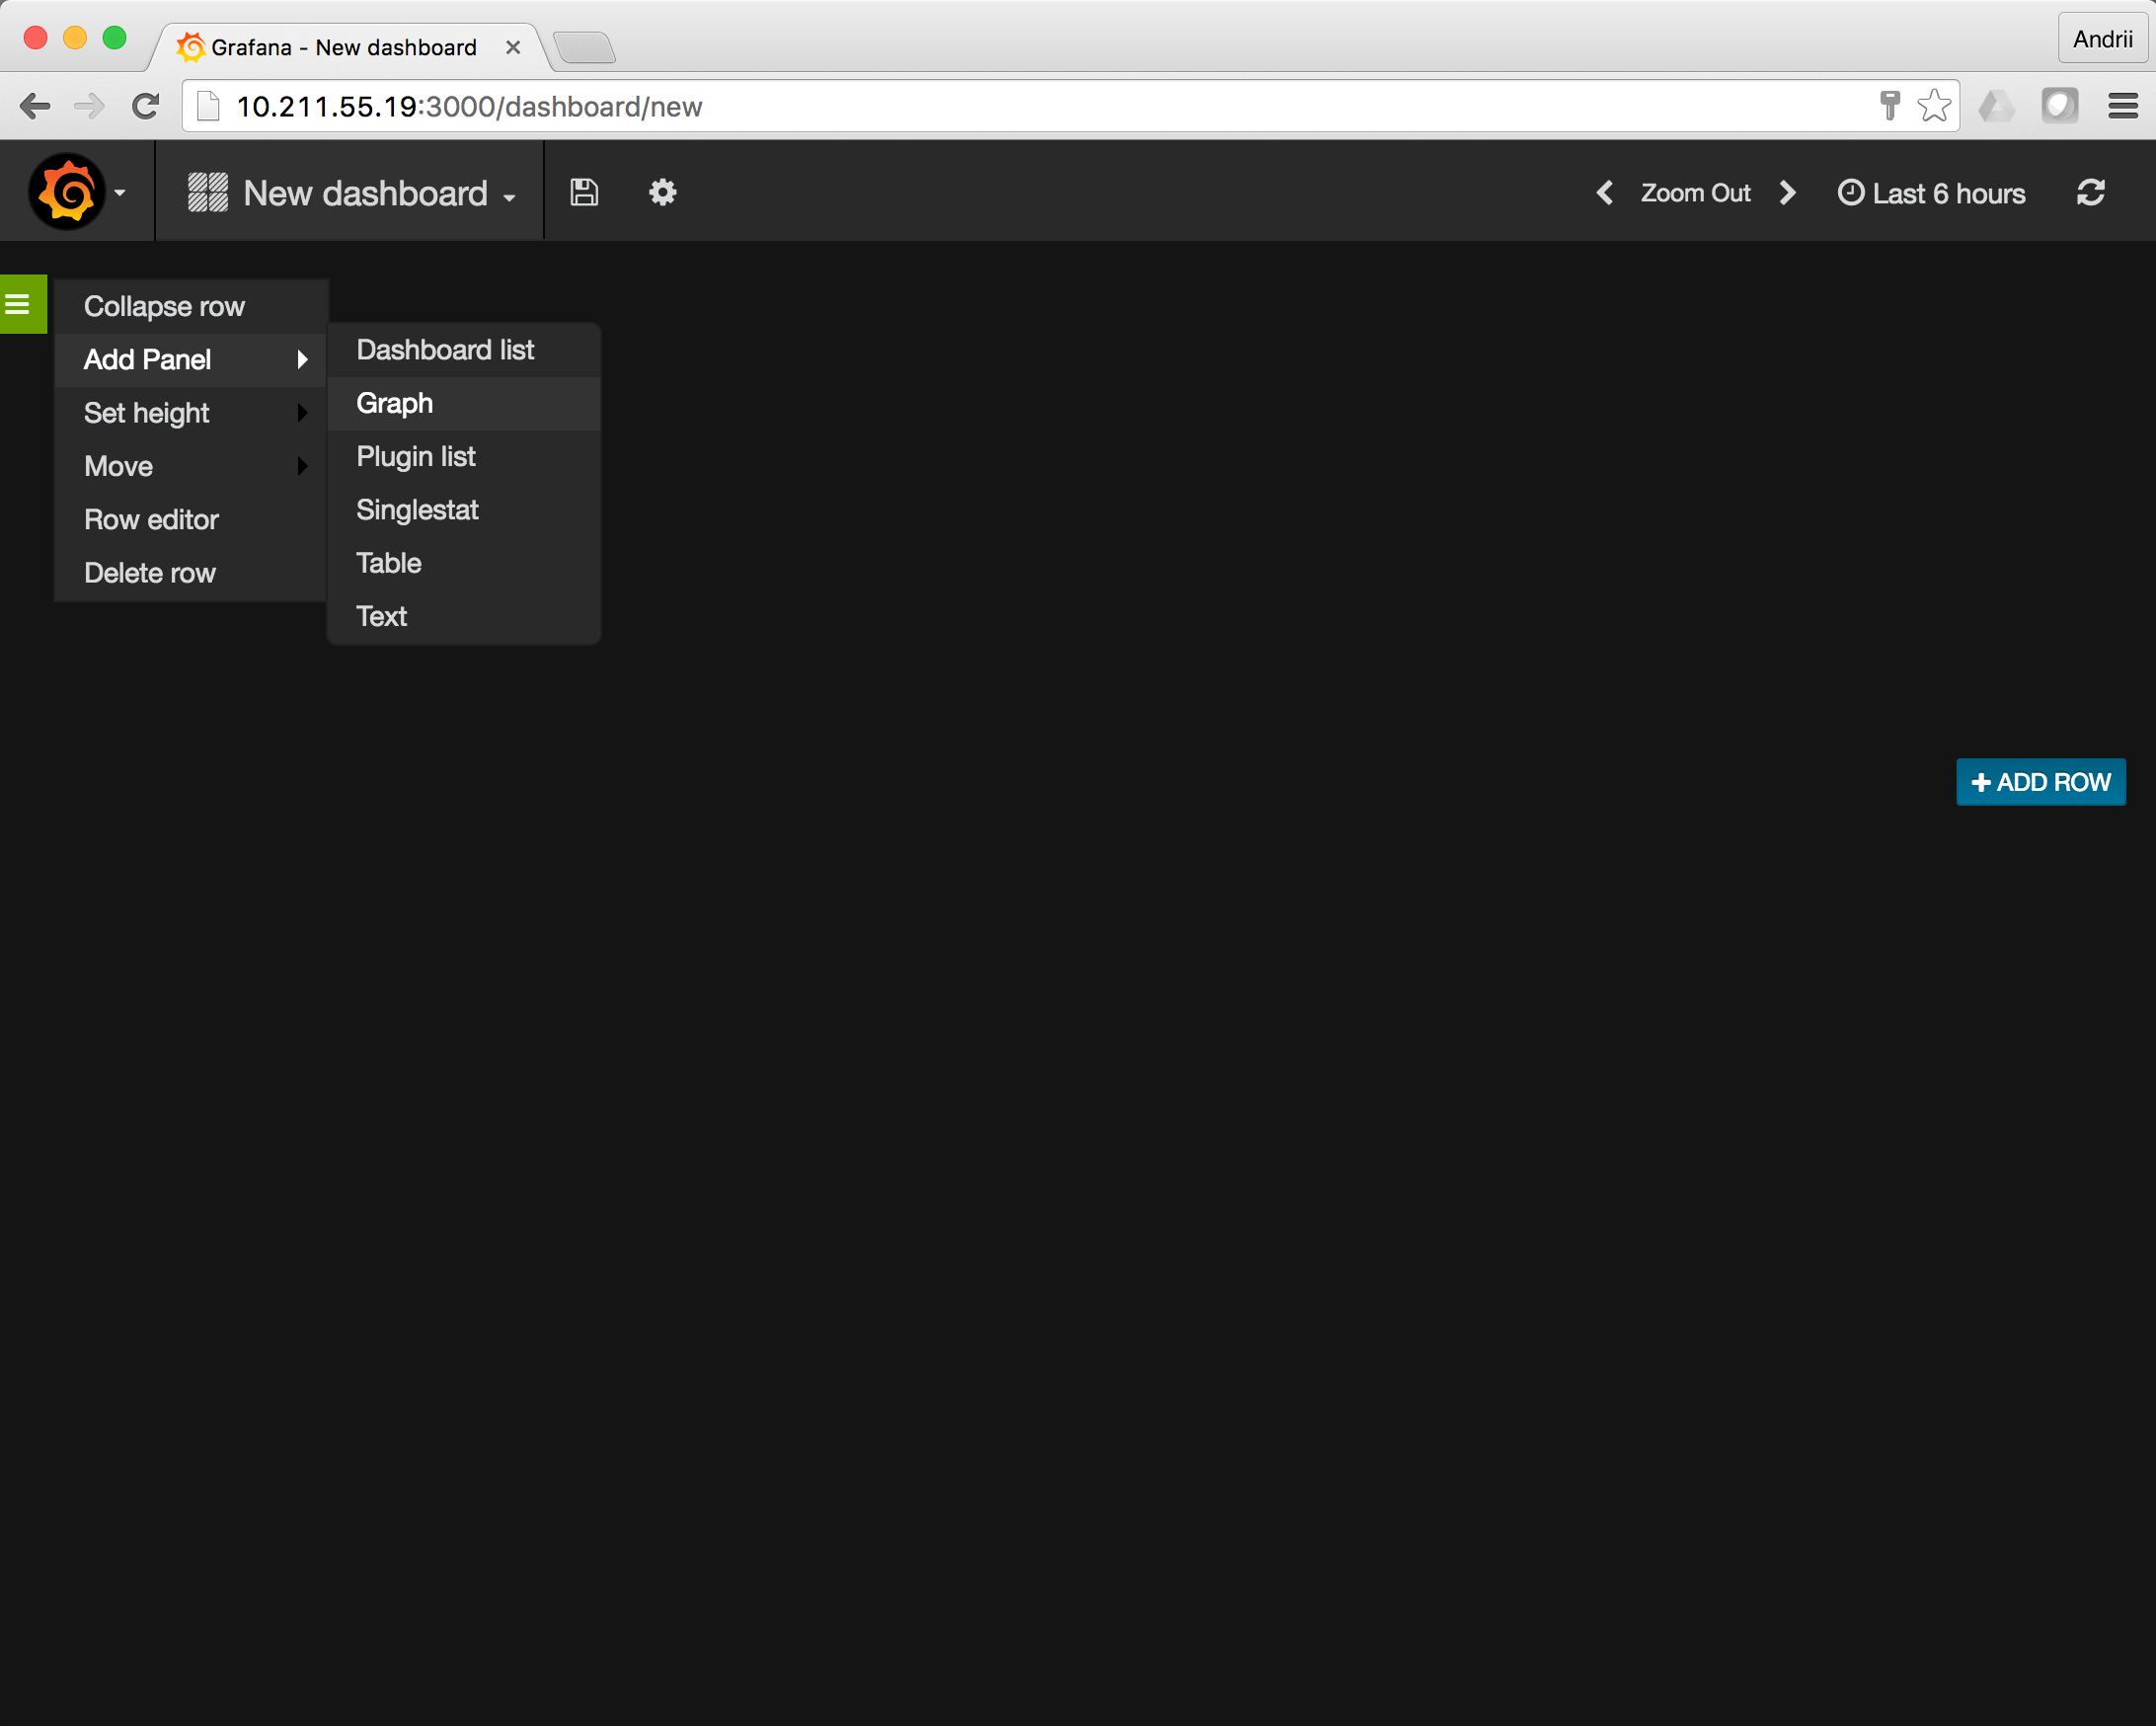 Grafana - New dashboard
Andrii
10.211.55.19:3000/dashboard/new
New dashboard
Zoom Out
Last 6 hours
Collapse row
Add Panel
Set height
Move
Row editor
Delete row
Dashboard list
Graph
Plugin list
Singlestat
Table
Text
ADD ROW